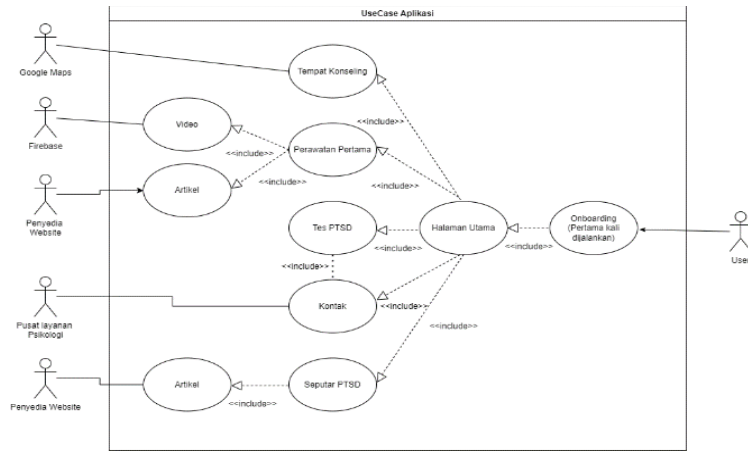 UseCase Aplikasi
Google Maps
Tempat Konseling
<<include>>
Firebase
Video
<<include>>
Perawatan Pertama
<<include>>
<<include>>
Penyedia
Website
Artikel
Tes PTSD
<<include>>
Halaman Utama
<<include>>
Onboarding
(Pertama kali
dijalankan)
User
<<include>>
Pusat layanan
Psikologi
Kontak
<<include>>
<<include>>
Penyedia Website
Artikel
<<include>>
Seputar PTSD